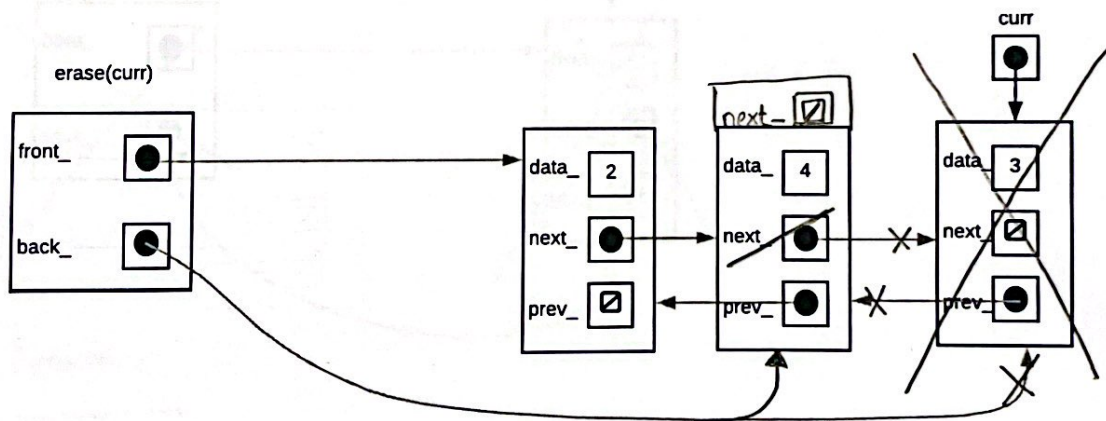 curr
erase(curr)
next_
front_
back_
data_ 2
next_
prev_
data_ 4
next_
prev_
data_ 3
next_
prev_